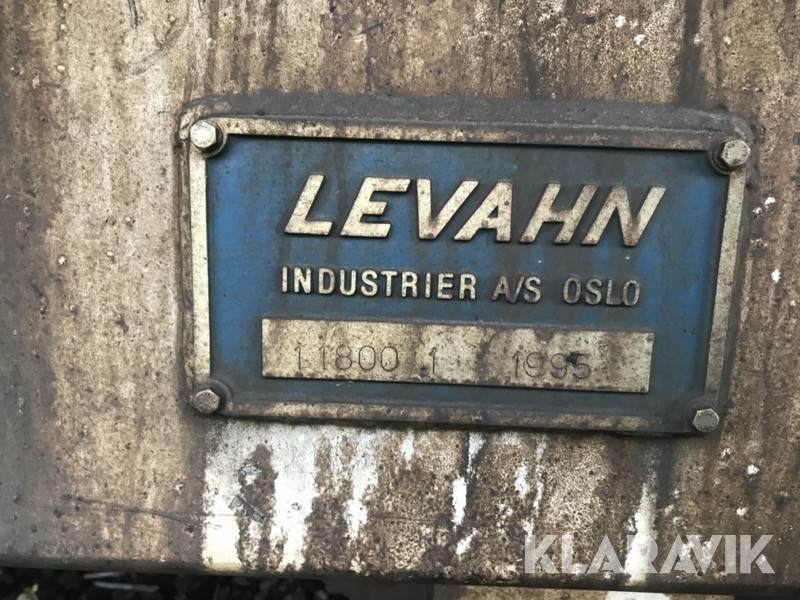 LEVAHN
INDUSTRIER A/S OSLO
11800 1 1995
KLARAVIK